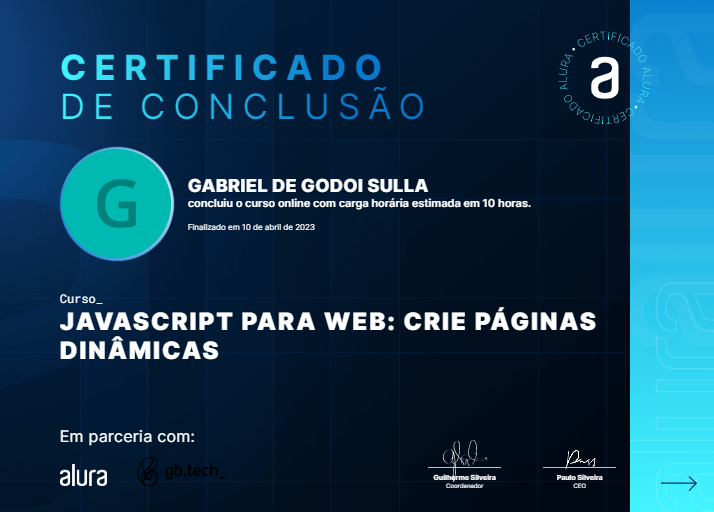 CERTIFICADO
DE CONCLUSÃO
CERTIFICADO ALURA • CERTIFICADO ALURA •
a
G
GABRIEL DE GODOI SULLA
concluiu o curso online com carga horária estimada em 10 horas.
Finalizado em 10 de abril de 2023
Curso_
JAVASCRIPT PARA WEB: CRIE PÁGINAS
DINÂMICAS
Em parceria com:
alura
gb.tech_
Guilherme Silveira
Coordenador
Paulo Silveira
CEO
alura